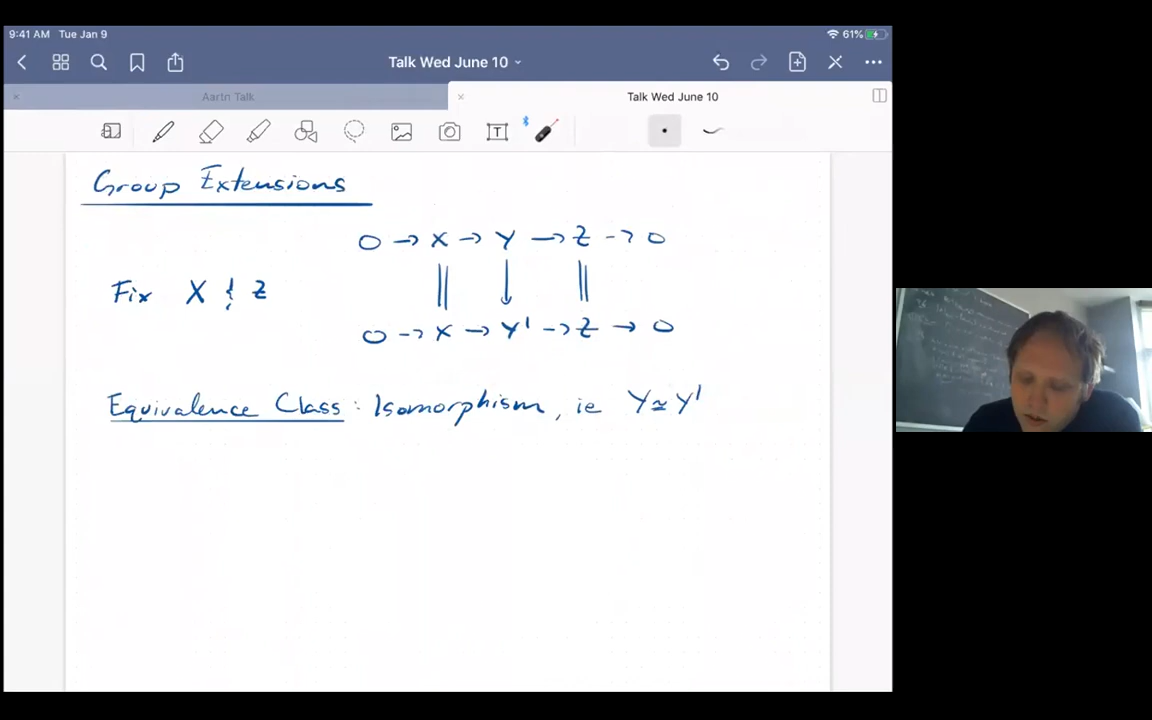 9:41 AM Tue Jan 9
61%
Talk Wed June 10
Aartn Talk
Talk Wed June 10
T
Group Extensions
0 → X → Y → Z → 0
Fix X & Z
0 → X → Y' → Z → 0
Equivalence Class : Isomorphism, ie Y ≃ Y'